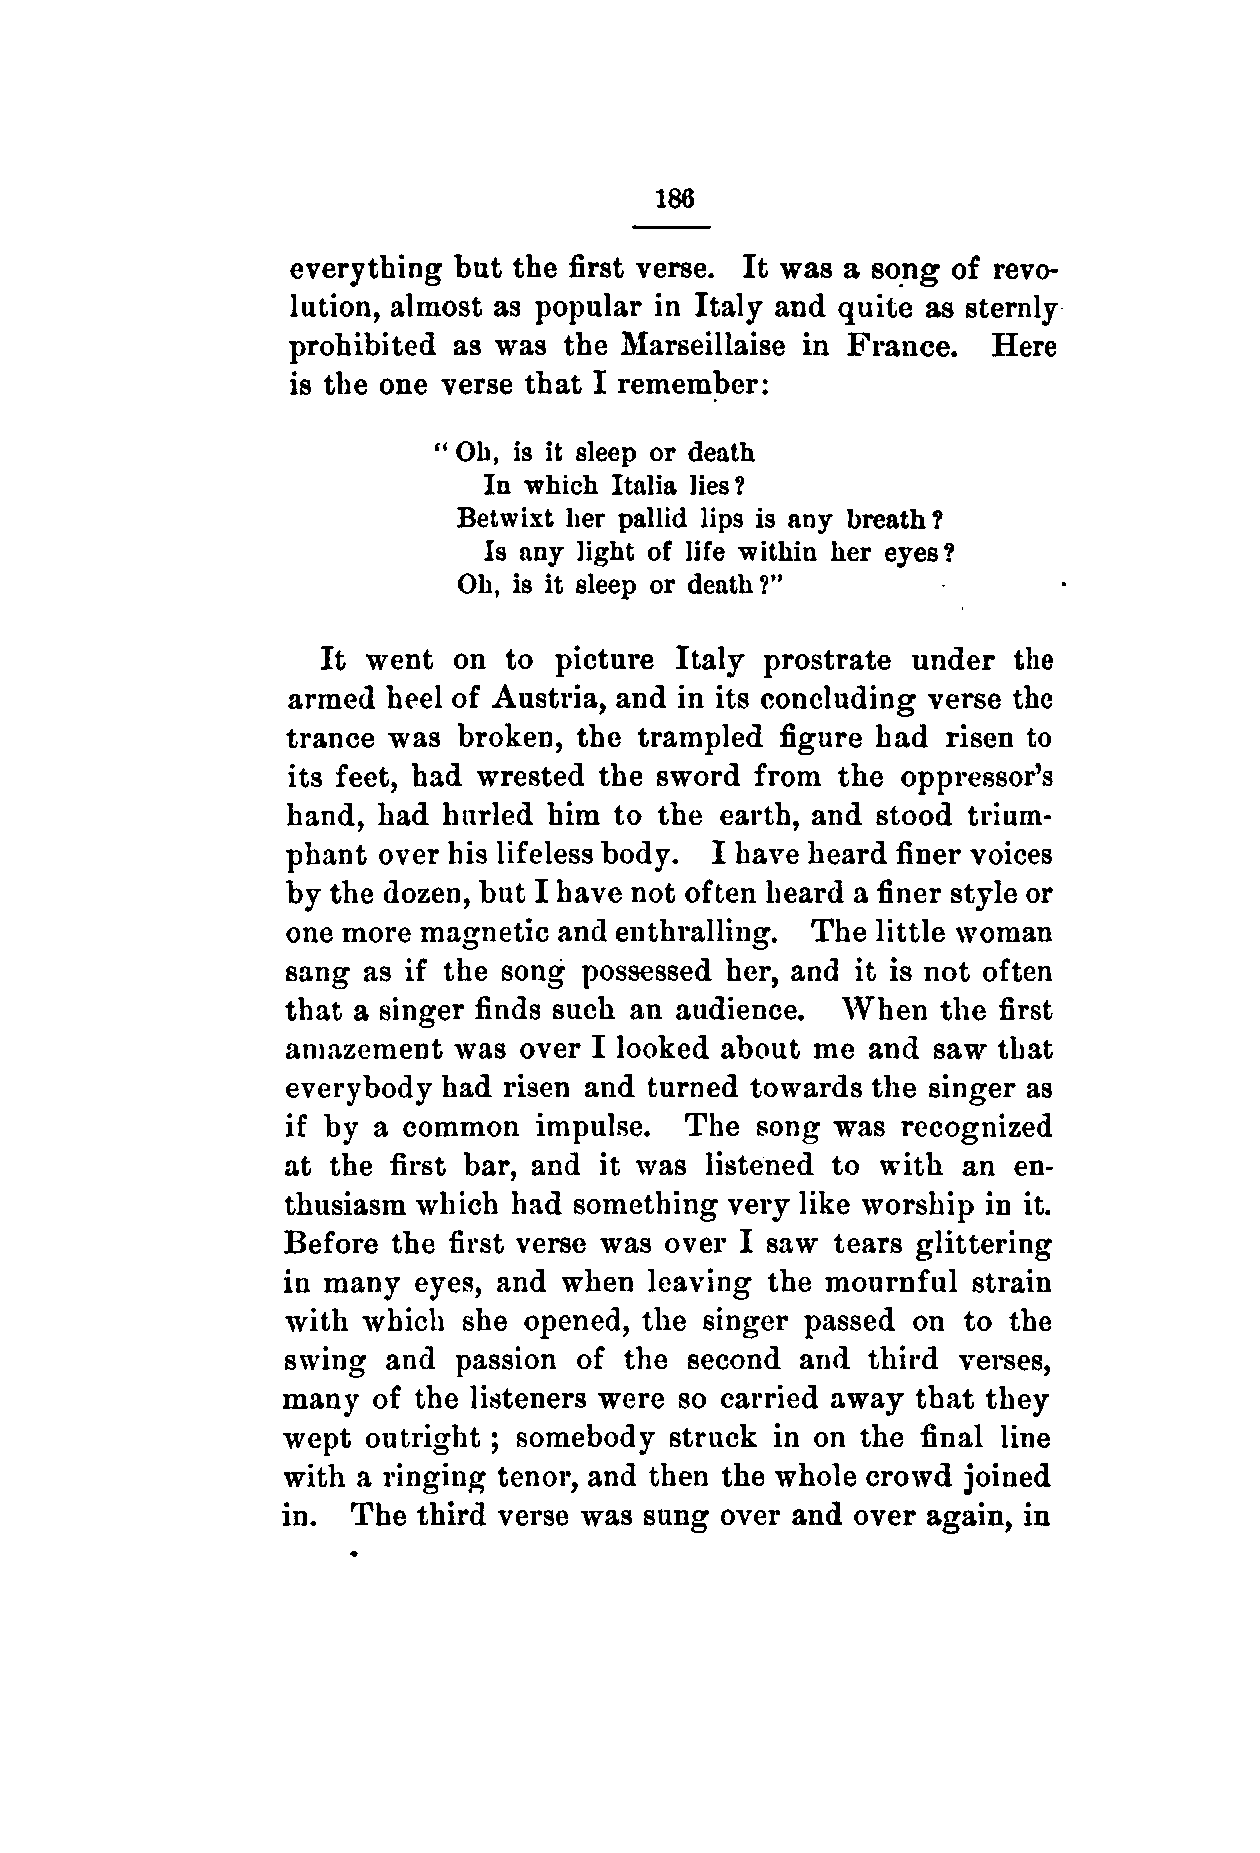 186
everything but the first verse. It was a song of revo-
lution, almost as popular in Italy and quite as sternly
prohibited as was the Marseillaise in France. Here
is the one verse that I remember:
" Oh, is it sleep or death
In which Italia lies?
Betwixt her pallid lips is any breath?
Is any light of life within her eyes?
Oh, is it sleep or death?"
It went on to picture Italy prostrate under the
armed heel of Austria, and in its concluding verse the
trance was broken, the trampled figure had risen to
its feet, had wrested the sword from the oppressor's
hand, had hurled him to the earth, and stood trium-
phant over his lifeless body. I have heard finer voices
by the dozen, but I have not often heard a finer style or
one more magnetic and enthralling. The little woman
sang as if the song possessed her, and it is not often
that a singer finds such an audience. When the first
amazement was over I looked about me and saw that
everybody had risen and turned towards the singer as
if by a common impulse. The song was recognized
at the first bar, and it was listened to with an en-
thusiasm which had something very like worship in it.
Before the first verse was over I saw tears glittering
in many eyes, and when leaving the mournful strain
with which she opened, the singer passed on to the
swing and passion of the second and third verses,
many of the listeners were so carried away that they
wept outright ; somebody struck in on the final line
with a ringing tenor, and then the whole crowd joined
in. The third verse was sung over and over again, in